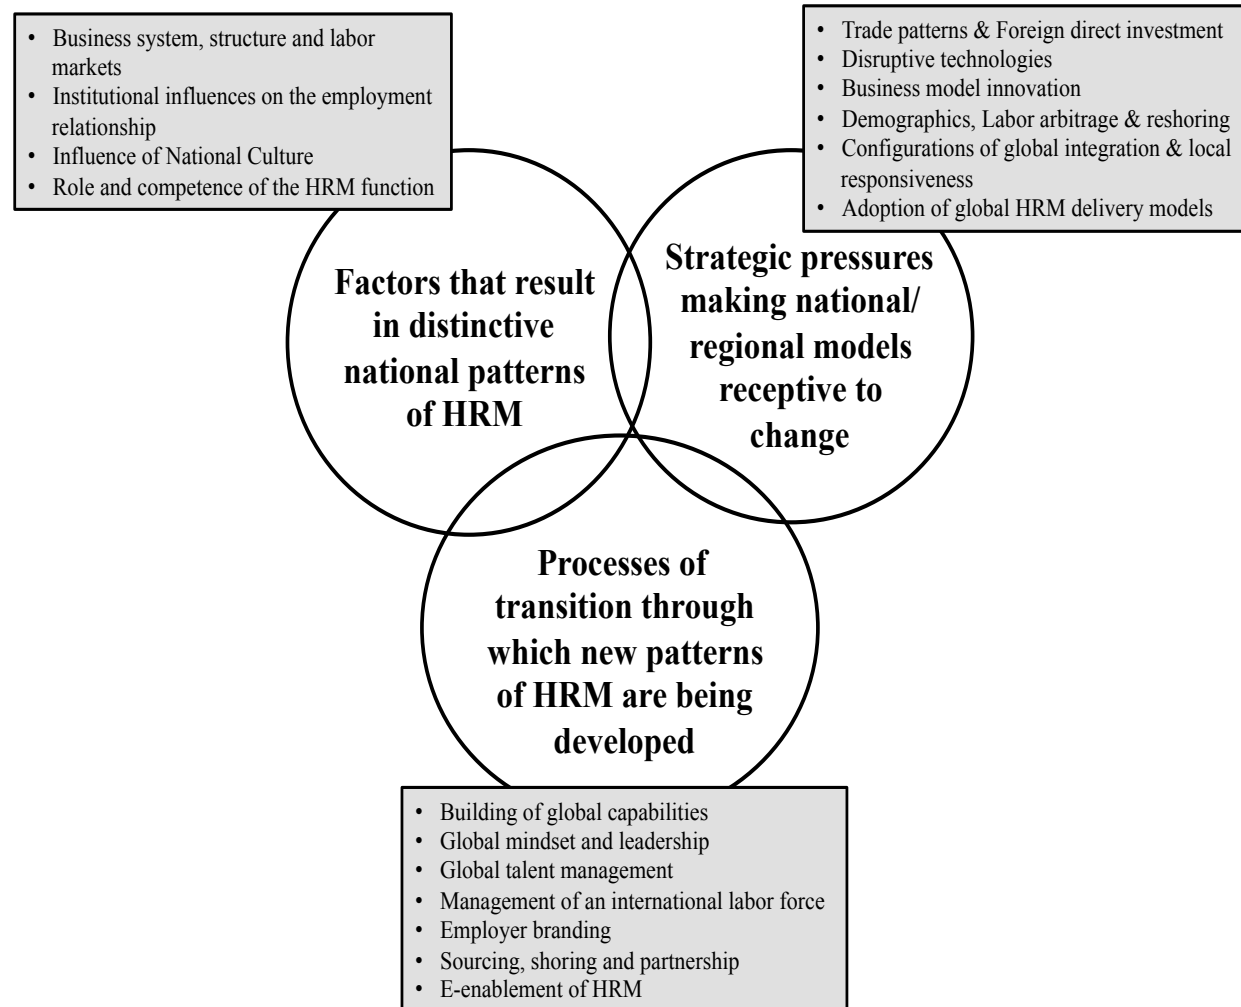 • Business system, structure and labor
markets
• Institutional influences on the employment
relationship
• Influence of National Culture
• Role and competence of the HRM function
• Trade patterns & Foreign direct investment
• Disruptive technologies
• Business model innovation
• Demographics, Labor arbitrage & reshoring
• Configurations of global integration & local
responsiveness
• Adoption of global HRM delivery models
Factors that result
in distinctive
national patterns
of HRM
Strategic pressures
making national/
regional models
receptive to
change
Processes of
transition through
which new patterns
of HRM are being
developed
• Building of global capabilities
• Global mindset and leadership
• Global talent management
• Management of an international labor force
• Employer branding
• Sourcing, shoring and partnership
• E-enablement of HRM